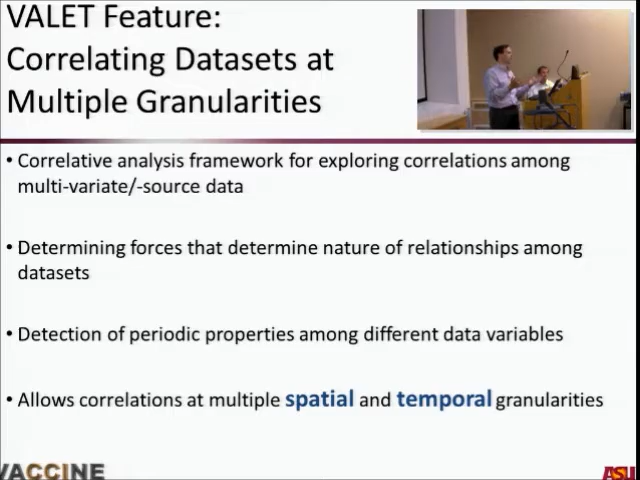 VALET Feature:
Correlating Datasets at
Multiple Granularities
• Correlative analysis framework for exploring correlations among
multi-variate/-source data
• Determining forces that determine nature of relationships among
datasets
• Detection of periodic properties among different data variables
• Allows correlations at multiple spatial and temporal granularities
VACCINE
ASU